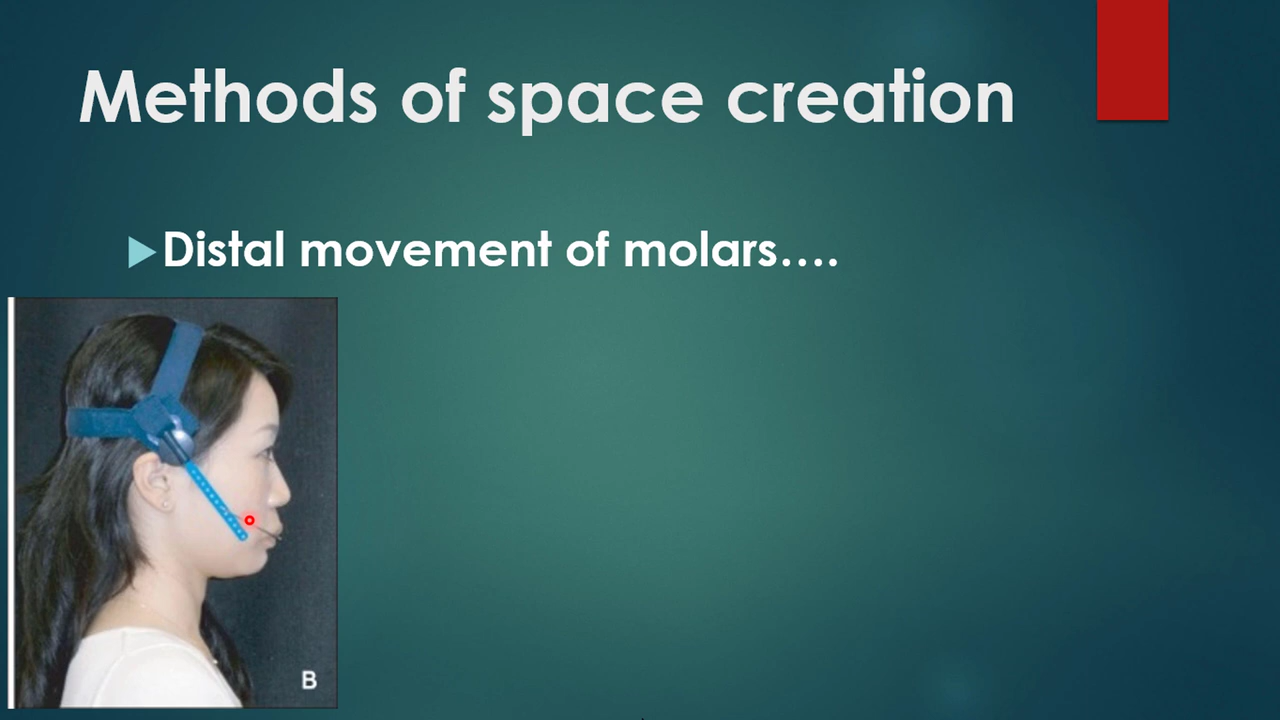 Methods of space creation
Distal movement of molars....
B